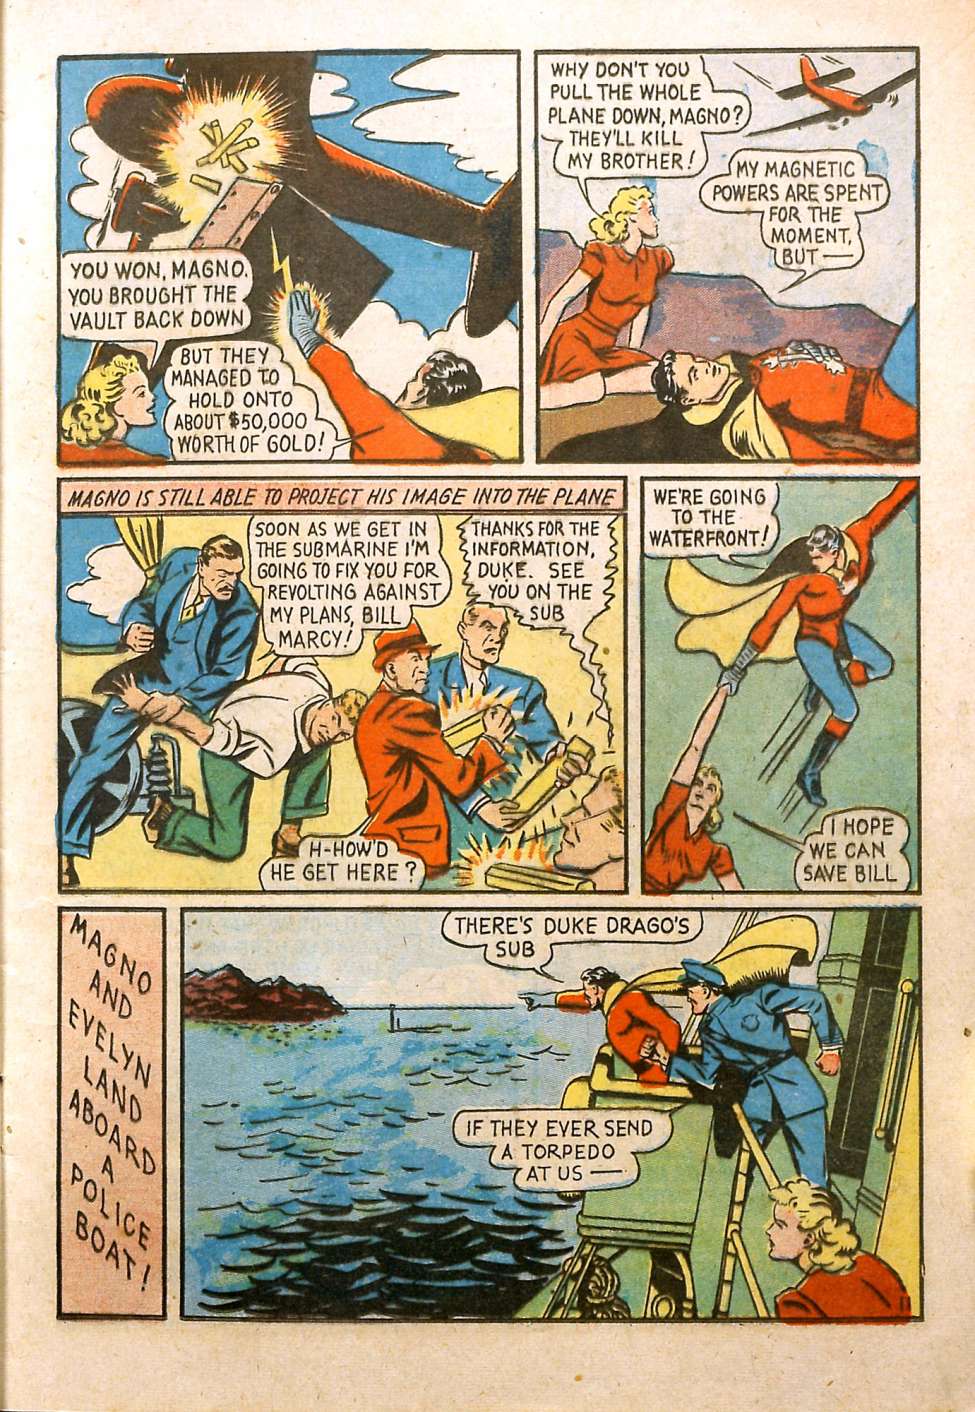 YOU WON, MAGNO.
YOU BROUGHT THE
VAULT BACK DOWN
BUT THEY
MANAGED TO
HOLD ONTO
ABOUT $50,000
WORTH OF GOLD!
WHY DON'T YOU
PULL THE WHOLE
PLANE DOWN, MAGNO?
THEY'LL KILL
MY BROTHER!
MY MAGNETIC
POWERS ARE SPENT
FOR THE
MOMENT,
BUT —
MAGNO IS STILL ABLE TO PROJECT HIS IMAGE INTO THE PLANE
SOON AS WE GET IN
THE SUBMARINE I'M
GOING TO FIX YOU FOR
REVOLTING AGAINST
MY PLANS, BILL
MARCY!
THANKS FOR THE
INFORMATION,
DUKE. SEE
YOU ON THE
SUB
H-HOW'D
HE GET HERE?
WE'RE GOING
TO THE
WATERFRONT!
I HOPE
WE CAN
SAVE BILL
MAGNO
AND
EVELYN
LAND
ABOARD
A
POLICE
BOAT!
THERE'S DUKE DRAGO'S
SUB
IF THEY EVER SEND
A TORPEDO
AT US —
11